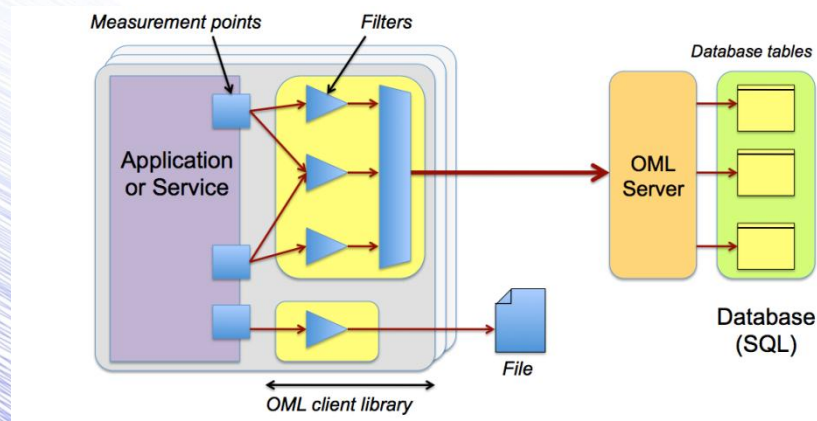 Measurement points
Filters
Database tables
Application
or Service
OML
Server
Database
(SQL)
File
OML client library